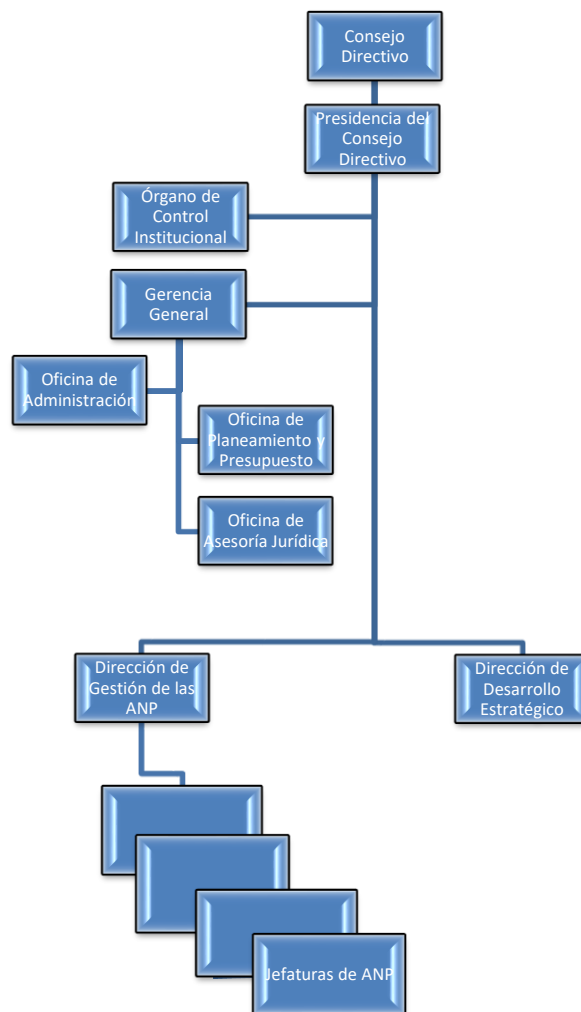 Consejo
Directivo
Presidencia del
Consejo
Directivo
Órgano de
Control
Institucional
Gerencia
General
Oficina de
Administración
Oficina de
Planeamiento y
Presupuesto
Oficina de
Asesoría Jurídica
Dirección de
Gestión de las
ANP
Dirección de
Desarrollo
Estratégico
Jefaturas de ANP